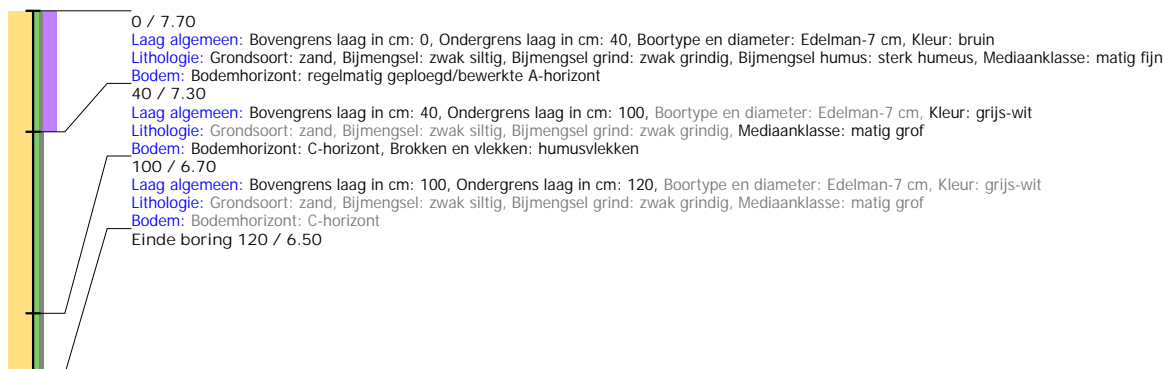 0 / 7.70
Laag algemeen: Bovengrens laag in cm: 0, Ondergrens laag in cm: 40, Boortype en diameter: Edelman-7 cm, Kleur: bruin
Lithologie: Grondsoort: zand, Bijmengsel: zwak siltig, Bijmengsel grind: zwak grindig, Bijmengsel humus: sterk humeus, Mediaanklasse: matig fijn
Bodem: Bodemhorizont: regelmatig geploegd/bewerkte A-horizont
40 / 7.30
Laag algemeen: Bovengrens laag in cm: 40, Ondergrens laag in cm: 100, Boortype en diameter: Edelman-7 cm, Kleur: grijs-wit
Lithologie: Grondsoort: zand, Bijmengsel: zwak siltig, Bijmengsel grind: zwak grindig, Mediaanklasse: matig grof
Bodem: Bodemhorizont: C-horizont, Brokken en vlekken: humusvlekken
100 / 6.70
Laag algemeen: Bovengrens laag in cm: 100, Ondergrens laag in cm: 120, Boortype en diameter: Edelman-7 cm, Kleur: grijs-wit
Lithologie: Grondsoort: zand, Bijmengsel: zwak siltig, Bijmengsel grind: zwak grindig, Mediaanklasse: matig grof
Bodem: Bodemhorizont: C-horizont
Einde boring 120 / 6.50